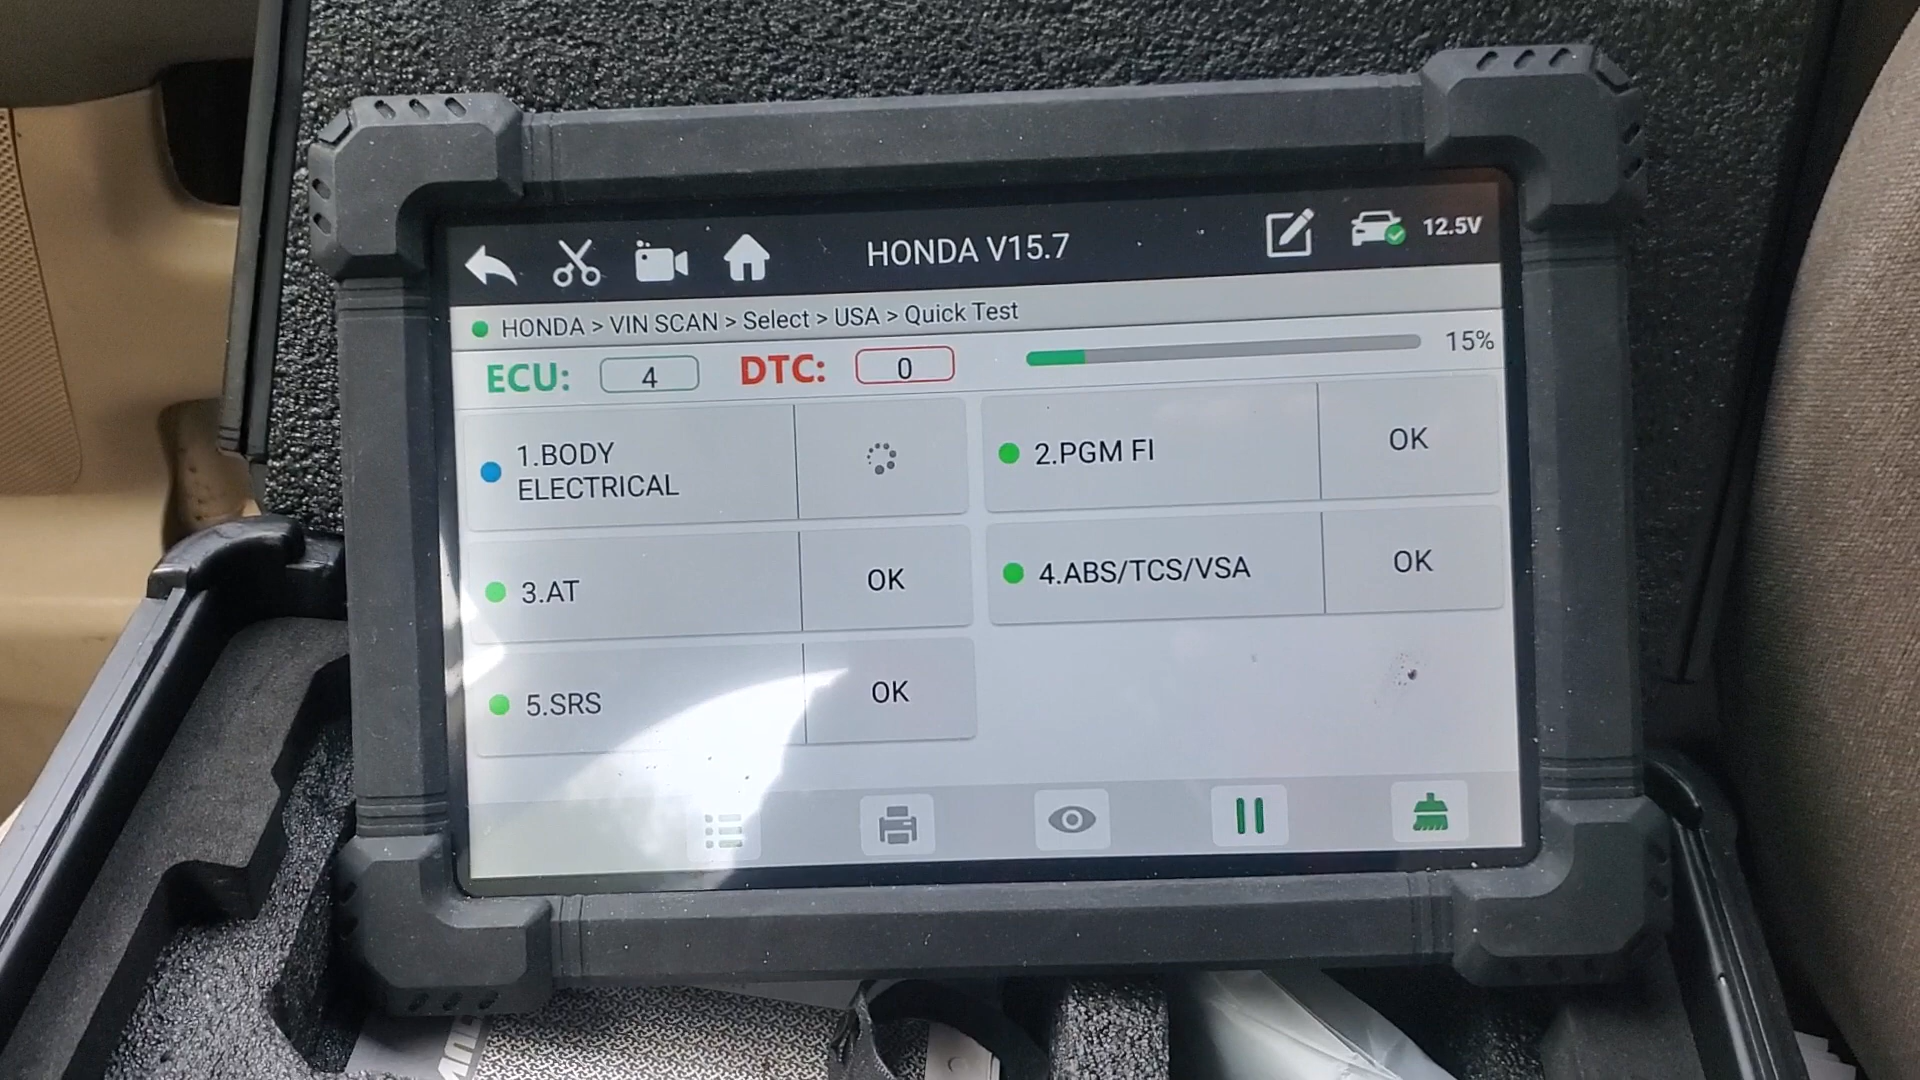 HONDA V15.7
12.5V
HONDA > VIN SCAN > Select > USA > Quick Test
ECU: 4 DTC: 0 15%
1.BODY
ELECTRICAL
2.PGM FI OK
3.AT OK
4.ABS/TCS/VSA OK
5.SRS OK